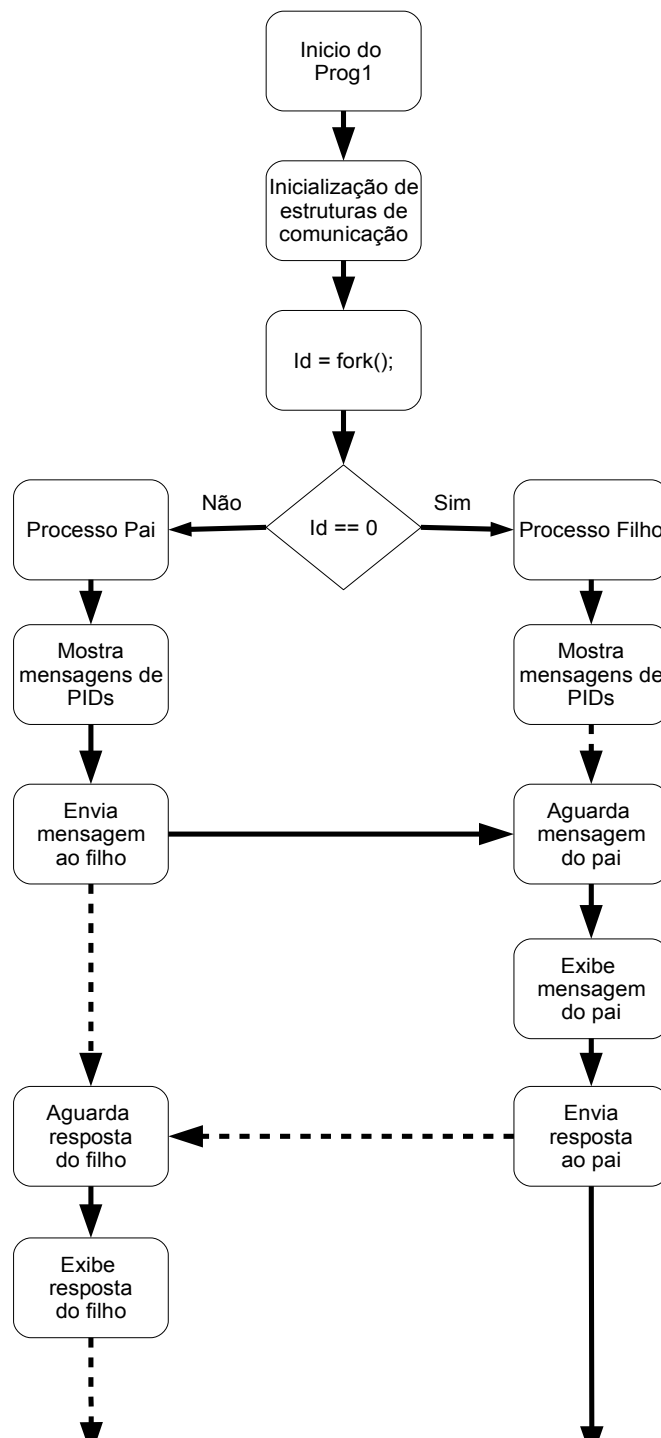 Inicio do
Prog1
Inicialização de
estruturas de
comunicação
Id = fork();
Não
Sim
Processo Pai
Id == 0
Processo Filho
Mostra
mensagens de
PIDs
Mostra
mensagens de
PIDs
Envia
mensagem
ao filho
Aguarda
mensagem
do pai
Exibe
mensagem
do pai
Aguarda
resposta
do filho
Envia
resposta
ao pai
Exibe
resposta
do filho